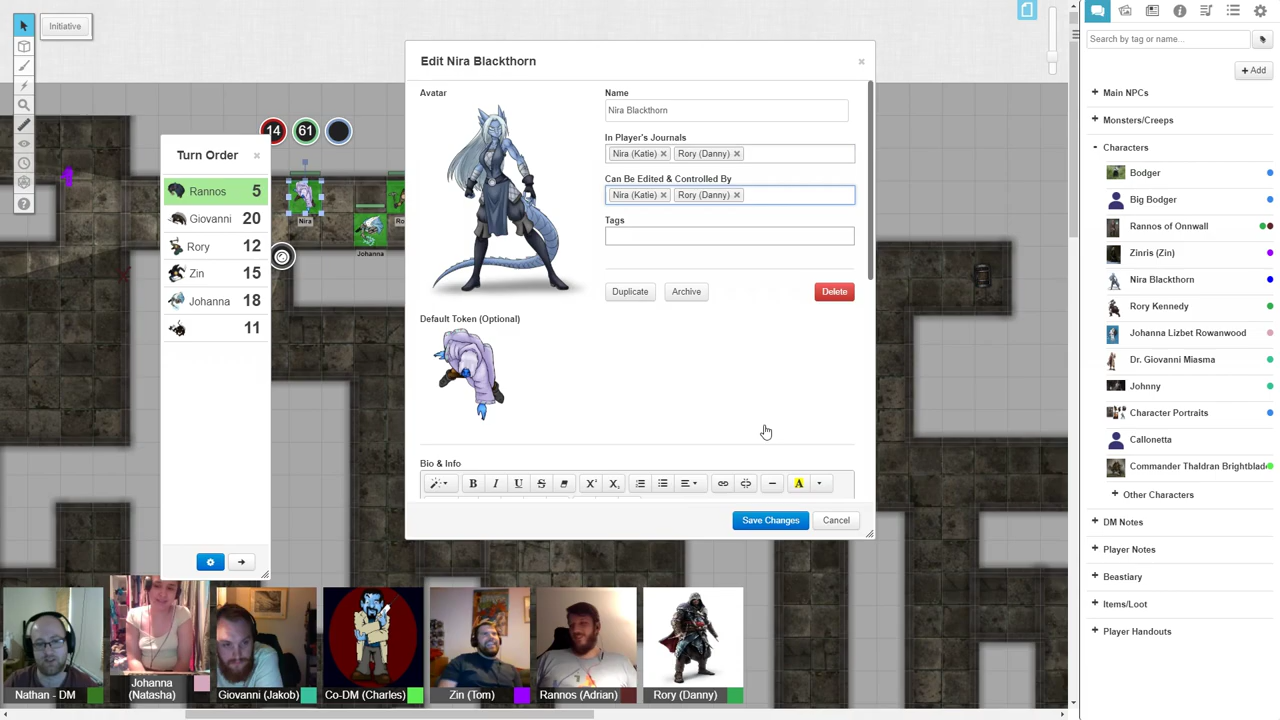 Initiative
14
61
Turn Order
×
Rannos 5
Giovanni 20
Rory 12
Zin 15
Johanna 18
11
Nira
Johanna
Ro
Edit Nira Blackthorn
×
Avatar
Name
Nira Blackthorn
In Player's Journals
Nira (Katie) ×
Rory (Danny) ×
Can Be Edited & Controlled By
Nira (Katie) ×
Rory (Danny) ×
Tags
Duplicate
Archive
Delete
Default Token (Optional)
Bio & Info
B I U S
X²
X₂
A
Save Changes
Cancel
Search by tag or name...
+ Add
+ Main NPCs
+ Monsters/Creeps
− Characters
Bodger
Big Bodger
Rannos of Onnwall
Zinris (Zin)
Nira Blackthorn
Rory Kennedy
Johanna Lizbet Rowanwood
Dr. Giovanni Miasma
Johnny
Character Portraits
Callonetta
Commander Thaldran Brightblade
+ Other Characters
+ DM Notes
+ Player Notes
+ Beastiary
+ Items/Loot
+ Player Handouts
Nathan - DM
Johanna
(Natasha)
Giovanni (Jakob)
Co-DM (Charles)
Zin (Tom)
Rannos (Adrian)
Rory (Danny)